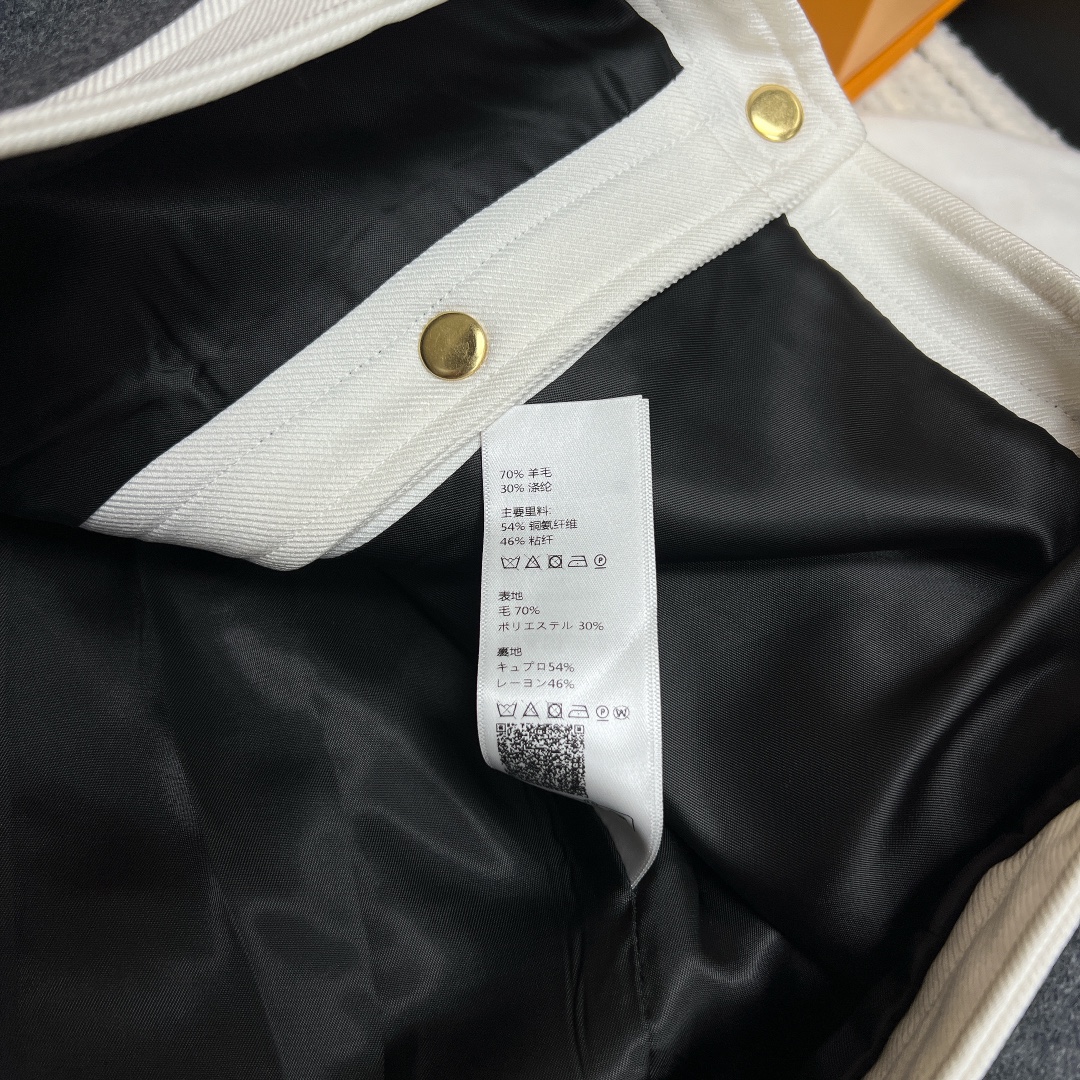 70% 羊毛
30% 涤纶
主要里料:
54% 铜氨纤维
46% 粘纤
表地
毛 70%
ポリエステル 30%
裏地
キュプロ54%
レーヨン46%